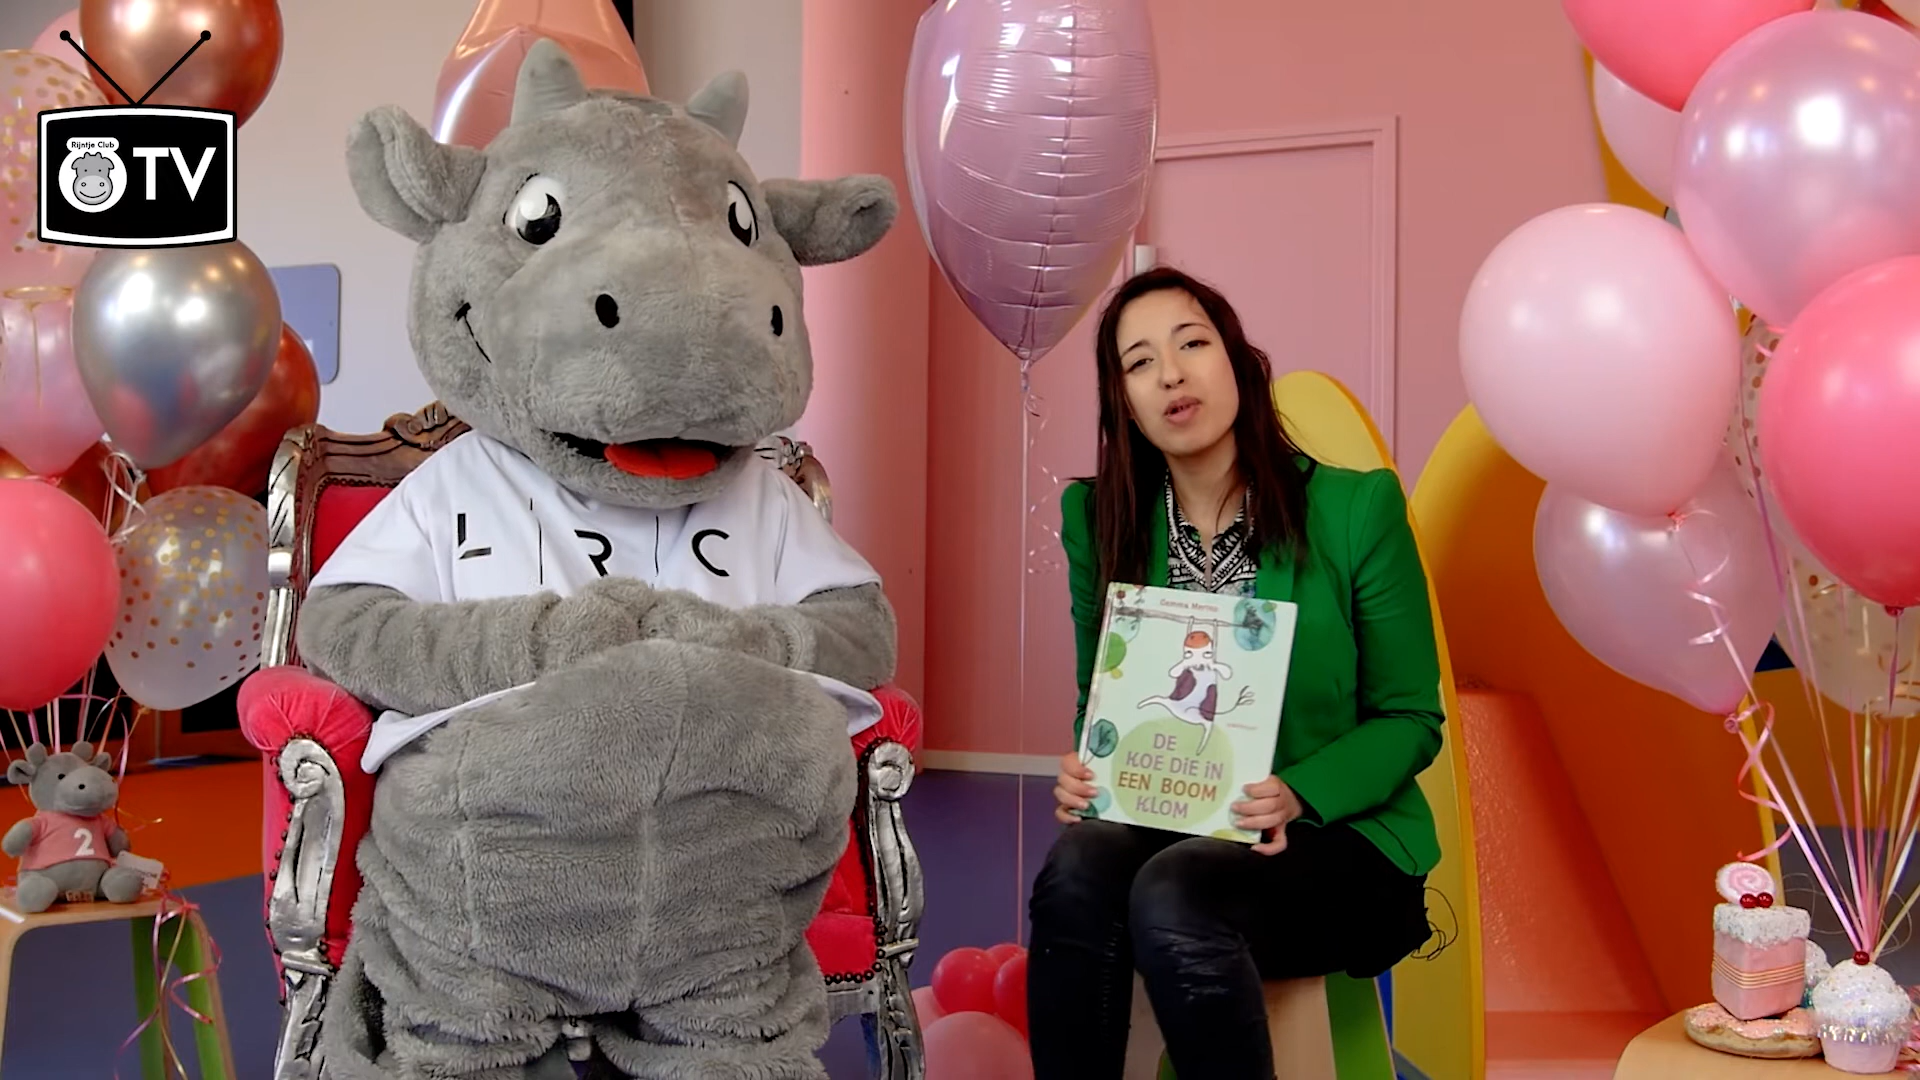 Rijntje Club
TV
L R C
Gemma Merino
DE
KOE DIE iN
EEN BOOM
KLOM
2